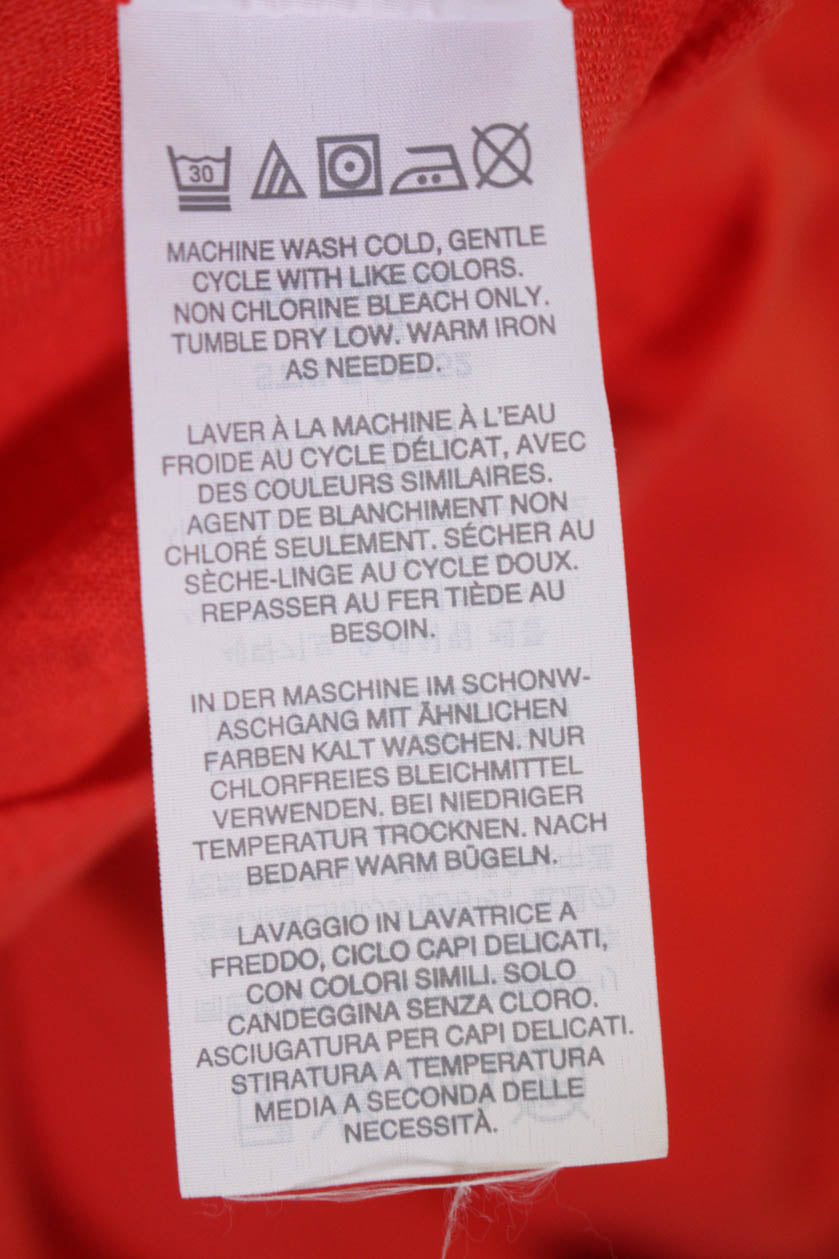 30
MACHINE WASH COLD, GENTLE
CYCLE WITH LIKE COLORS.
NON CHLORINE BLEACH ONLY.
TUMBLE DRY LOW. WARM IRON
AS NEEDED.
LAVER À LA MACHINE À L'EAU
FROIDE AU CYCLE DÉLICAT, AVEC
DES COULEURS SIMILAIRES.
AGENT DE BLANCHIMENT NON
CHLORÉ SEULEMENT. SÉCHER AU
SÈCHE-LINGE AU CYCLE DOUX.
REPASSER AU FER TIÈDE AU
BESOIN.
IN DER MASCHINE IM SCHONW-
ASCHGANG MIT ÄHNLICHEN
FARBEN KALT WASCHEN. NUR
CHLORFREIES BLEICHMITTEL
VERWENDEN. BEI NIEDRIGER
TEMPERATUR TROCKNEN. NACH
BEDARF WARM BÜGELN.
LAVAGGIO IN LAVATRICE A
FREDDO, CICLO CAPI DELICATI,
CON COLORI SIMILI. SOLO
CANDEGGINA SENZA CLORO.
ASCIUGATURA PER CAPI DELICATI.
STIRATURA A TEMPERATURA
MEDIA A SECONDA DELLE
NECESSITÀ.